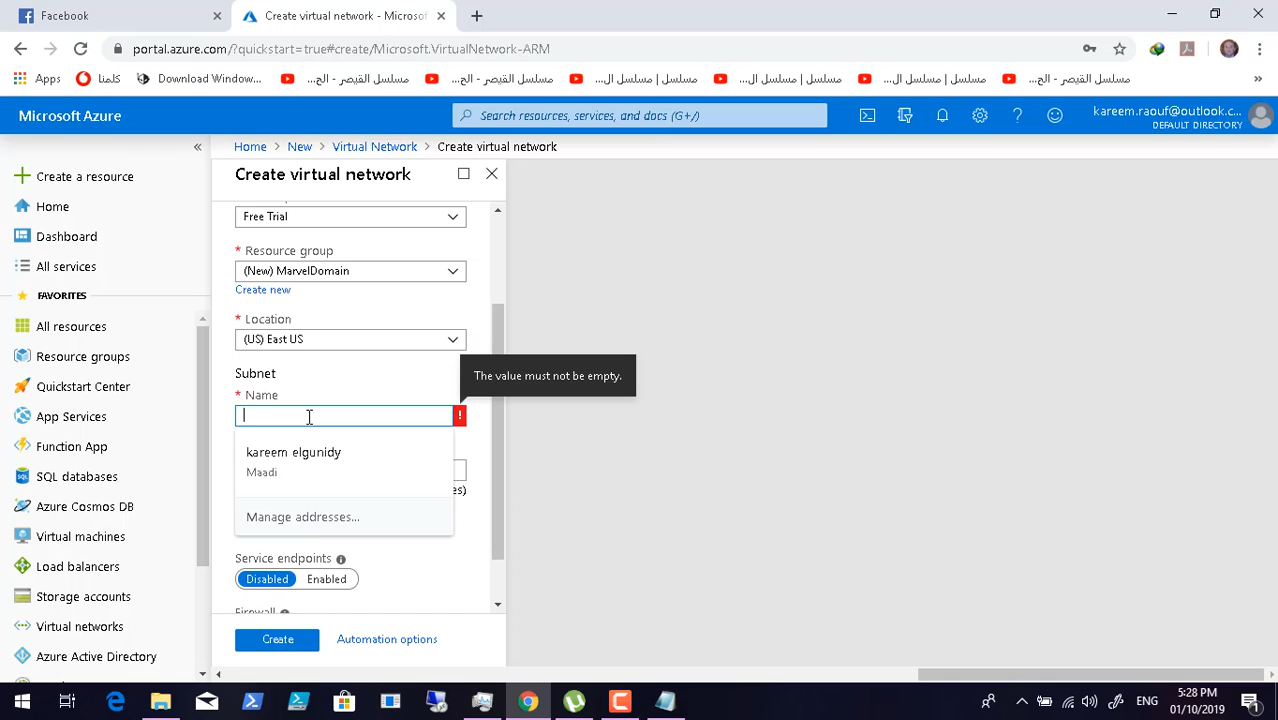 Facebook
Create virtual network - Microsoft
portal.azure.com/?quickstart=true#create/Microsoft.VirtualNetwork-ARM
Apps
كلمنا
Download Window...
مسلسل القيصر - الح...
مسلسل القيصر - الح...
مسلسل | مسلسل ال...
مسلسل | مسلسل ال...
مسلسل | مسلسل ال...
مسلسل القيصر - الح...
»
Microsoft Azure
Search resources, services, and docs (G+/)
kareem.raouf@outlook.c...
DEFAULT DIRECTORY
«
Create a resource
Home
Dashboard
All services
FAVORITES
All resources
Resource groups
Quickstart Center
App Services
Function App
SQL databases
Azure Cosmos DB
Virtual machines
Load balancers
Storage accounts
Virtual networks
Azure Active Directory
Home > New > Virtual Network > Create virtual network
Create virtual network
Free Trial
* Resource group
(New) MarvelDomain
Create new
* Location
(US) East US
Subnet
* Name
The value must not be empty.
!
kareem elgunidy
Maadi
Manage addresses...
es)
Service endpoints
Disabled Enabled
Firewall
Create Automation options
ENG
5:28 PM
01/10/2019
1